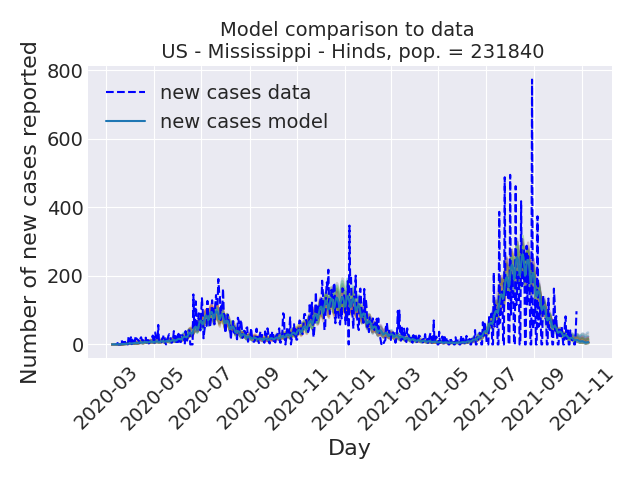 Model comparison to data
US - Mississippi - Hinds, pop. = 231840
Number of new cases reported
800
600
400
200
0
new cases data
new cases model
2020-03
2020-05
2020-07
2020-09
2020-11
2021-01
2021-03
2021-05
2021-07
2021-09
2021-11
Day